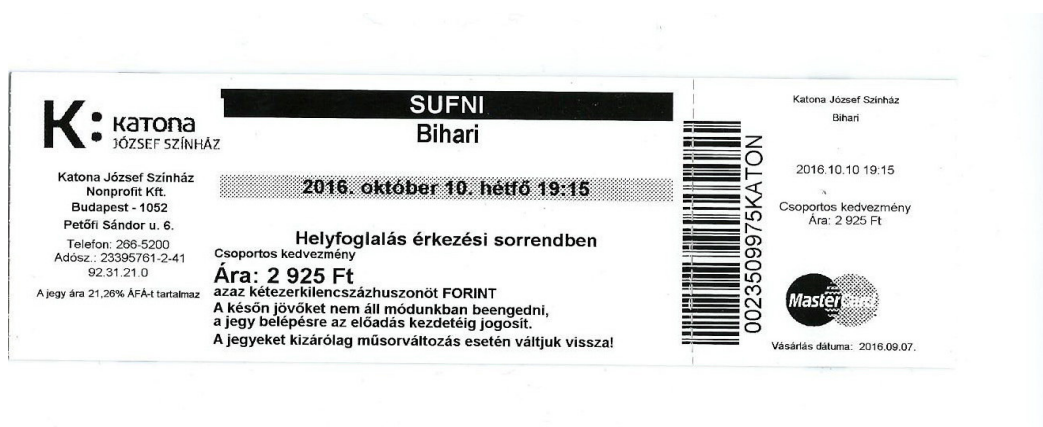 K:
KATONA
JÓZSEF SZÍNHÁZ
Katona József Színház
Nonprofit Kft.
Budapest - 1052
Petőfi Sándor u. 6.
Telefon: 266-5200
Adósz.: 23395761-2-41
92.31.21.0
A jegy ára 21,26% ÁFÁ-t tartalmaz
SUFNI
Bihari
2016. október 10. hétfő 19:15
Helyfoglalás érkezési sorrendben
Csoportos kedvezmény
Ára: 2 925 Ft
azaz kétezerkilencszázhuszonöt FORINT
A későn jövőket nem áll módunkban beengedni,
a jegy belépésre az előadás kezdetéig jogosít.
A jegyeket kizárólag műsorváltozás esetén váltjuk vissza!
0023509975KATON
Katona József Színház
Bihari
2016.10.10 19:15
Csoportos kedvezmény
Ára: 2 925 Ft
MasterCard
Vásárlás dátuma: 2016.09.07.